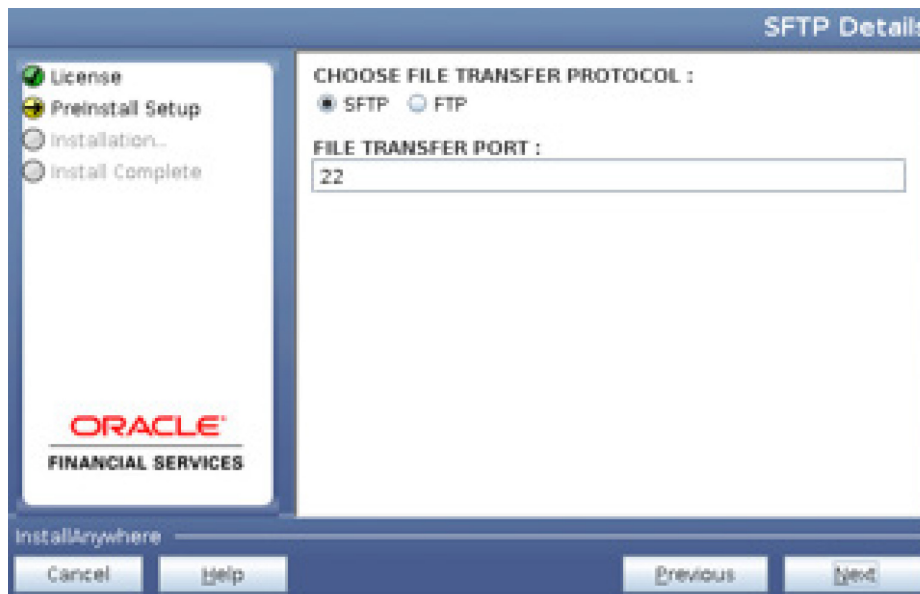 SFTP Details
License
Preinstall Setup
Installation...
Install Complete
CHOOSE FILE TRANSFER PROTOCOL :
SFTP FTP
FILE TRANSFER PORT :
22
ORACLE
FINANCIAL SERVICES
InstallAnywhere
Cancel Help Previous Next